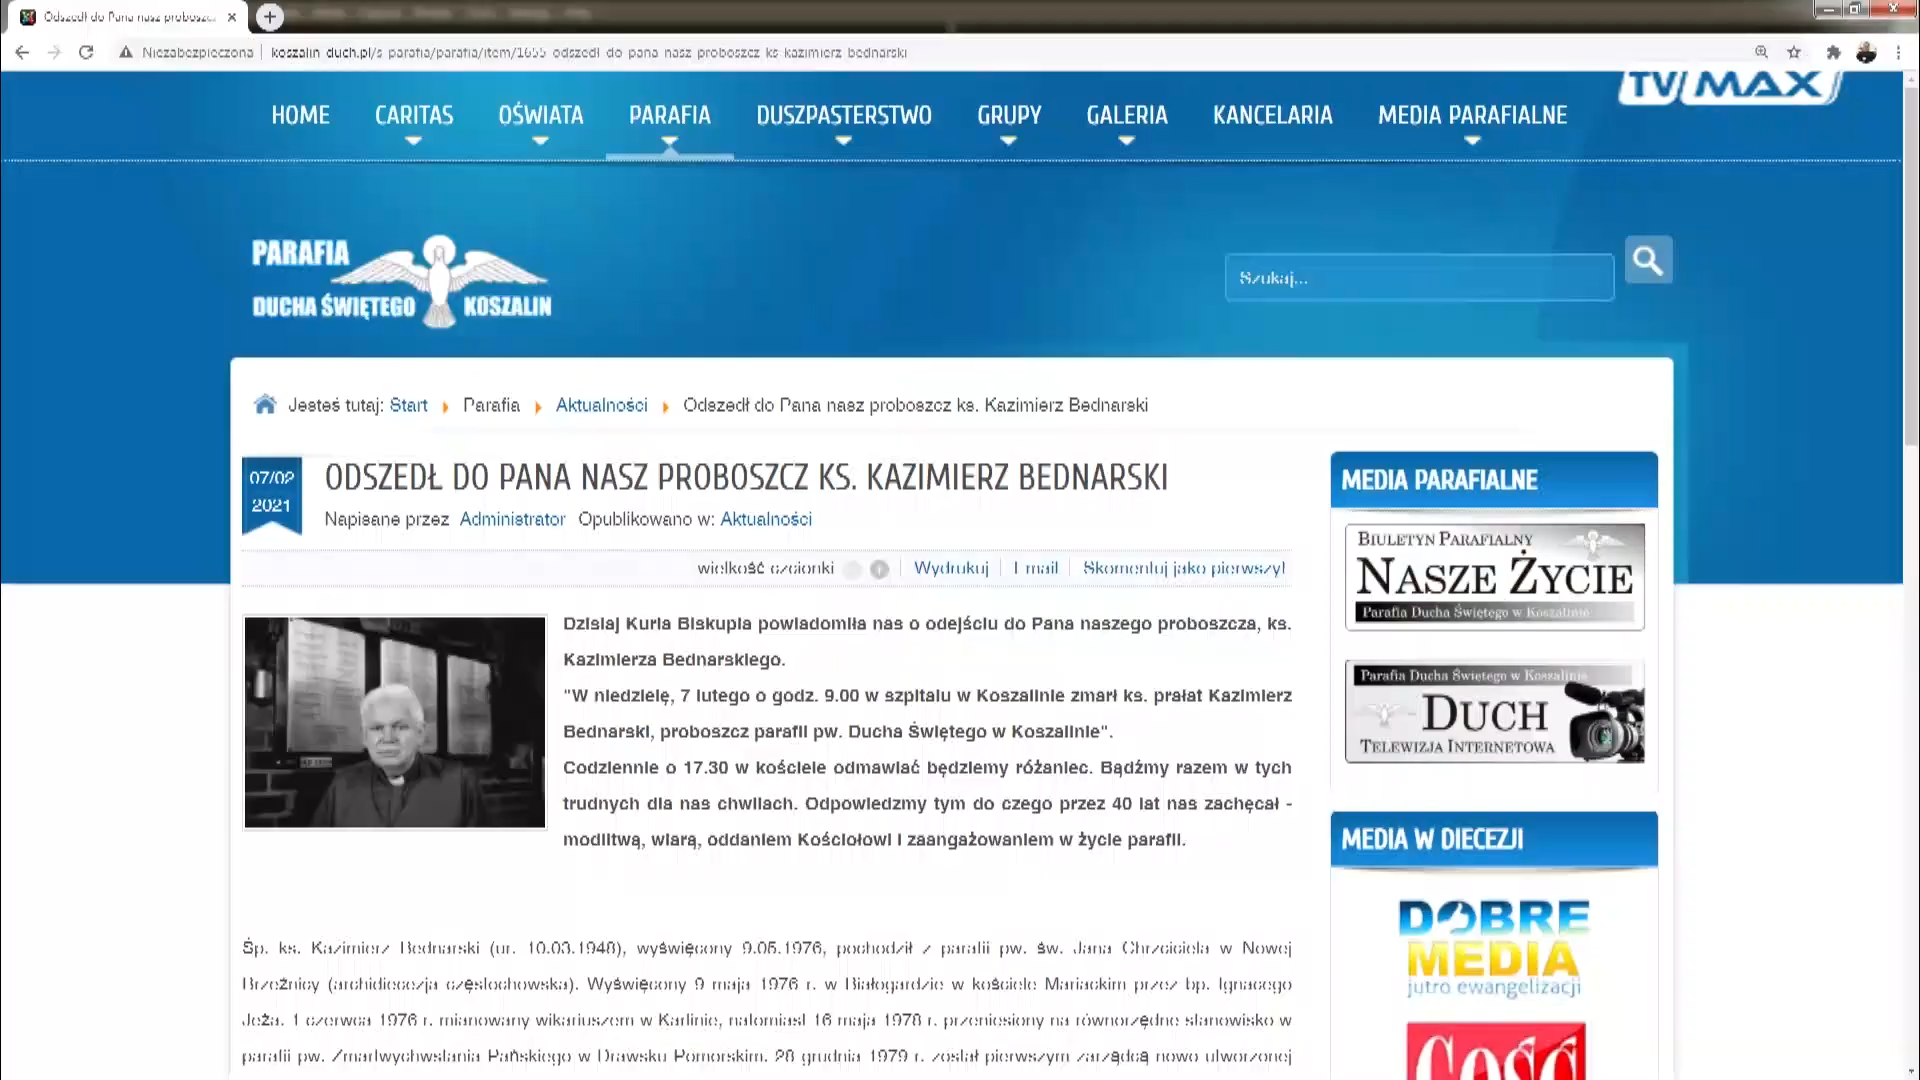 Odszedł do Pana nasz proboszcz
Niezabezpieczona
koszalin-duch.pl/s-parafia/parafia/item/1655-odszedl-do-pana-nasz-proboszcz-ks-kazimierz-bednarski
TV MAX
HOME CARITAS OŚWIATA PARAFIA DUSZPASTERSTWO GRUPY GALERIA KANCELARIA MEDIA PARAFIALNE
PARAFIA
DUCHA ŚWIĘTEGO KOSZALIN
Szukaj...
Jesteś tutaj: Start Parafia Aktualności Odszedł do Pana nasz proboszcz ks. Kazimierz Bednarski
07/02
2021
ODSZEDŁ DO PANA NASZ PROBOSZCZ KS. KAZIMIERZ BEDNARSKI
Napisane przez Administrator Opublikowano w: Aktualności
wielkość czcionki Wydrukuj E-mail Skomentuj jako pierwszy!
Dzisiaj Kuria Biskupia powiadomiła nas o odejściu do Pana naszego proboszcza, ks.
Kazimierza Bednarskiego.
"W niedzielę, 7 lutego o godz. 9.00 w szpitalu w Koszalinie zmarł ks. prałat Kazimierz
Bednarski, proboszcz parafii pw. Ducha Świętego w Koszalinie".
Codziennie o 17.30 w kościele odmawiać będziemy różaniec. Bądźmy razem w tych
trudnych dla nas chwilach. Odpowiedzmy tym do czego przez 40 lat nas zachęcał -
modlitwą, wiarą, oddaniem Kościołowi i zaangażowaniem w życie parafii.
Śp. ks. Kazimierz Bednarski (ur. 10.03.1948), wyświęcony 9.05.1976, pochodził z parafii pw. św. Jana Chrzciciela w Nowej
Brzeźnicy (archidiecezja częstochowska). Wyświęcony 9 maja 1976 r. w Białogardzie w kościele Mariackim przez bp. Ignacego
Jeża. 1 czerwca 1976 r. mianowany wikariuszem w Karlinie, natomiast 16 maja 1978 r. przeniesiony na równorzędne stanowisko w
parafii pw. Zmartwychwstania Pańskiego w Drawsku Pomorskim. 28 grudnia 1979 r. został pierwszym zarządcą nowo utworzonej
MEDIA PARAFIALNE
BIULETYN PARAFIALNY
NASZE ŻYCIE
Parafia Ducha Świętego w Koszalinie
Parafia Ducha Świętego w Koszalinie
DUCH
TELEWIZJA INTERNETOWA
MEDIA W DIECEZJI
DOBRE
MEDIA
jutro ewangelizacji
GOŚĆ